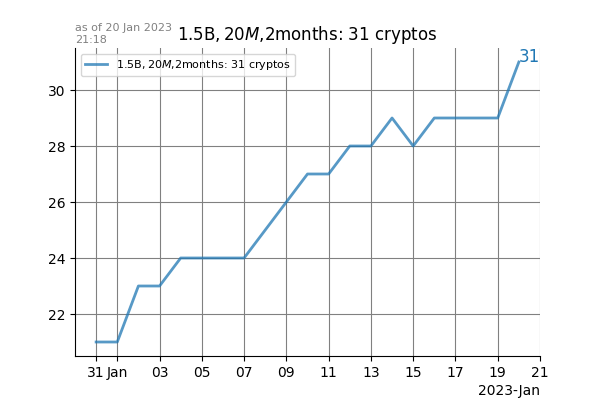 as of 20 Jan 2023
21:18
1.5B, 20M,2months: 31 cryptos
1.5B, 20M,2months: 31 cryptos
31
30
28
26
24
22
31 Jan 03 05 07 09 11 13 15 17 19 21
2023-Jan